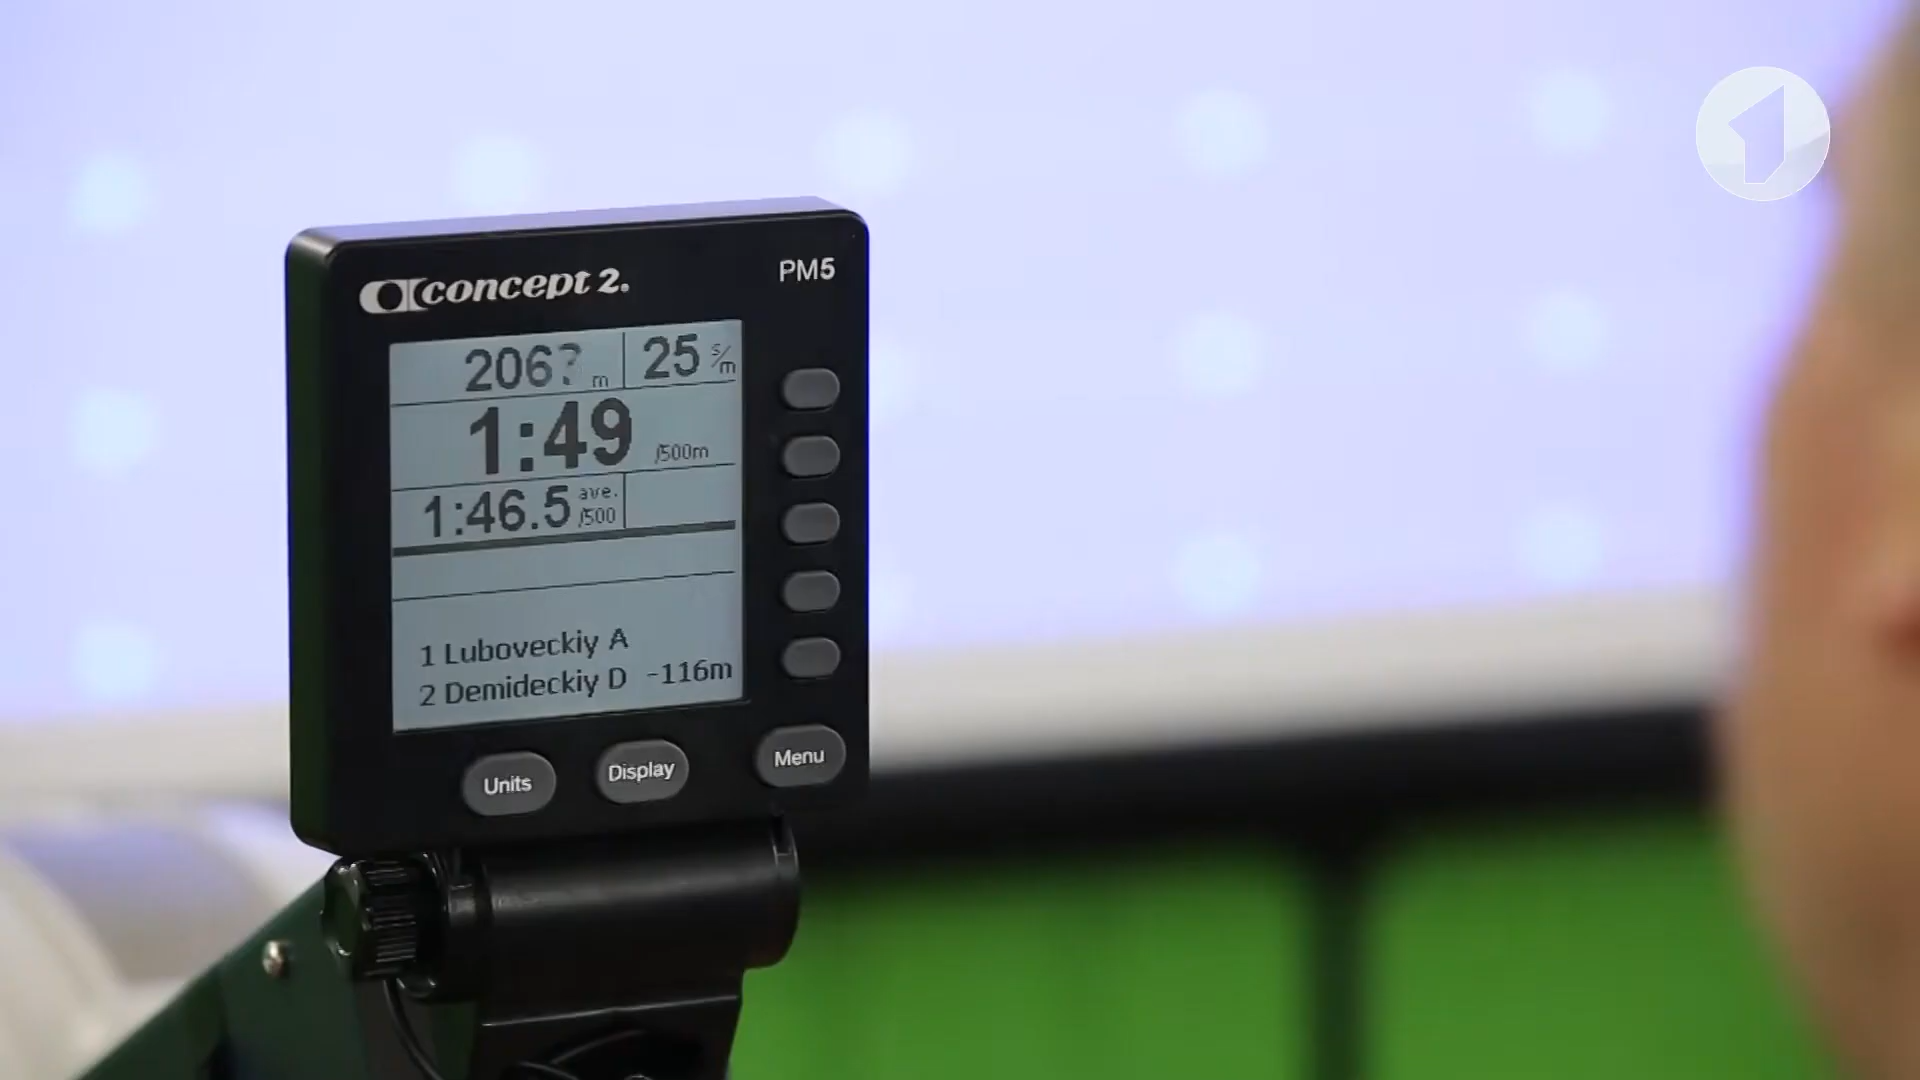 concept 2.
PM5
206 m
25 s/m
1:49 /500m
1:46.5 ave. /500
1 Luboveckiy A
2 Demideckiy D -116m
Units
Display
Menu
1